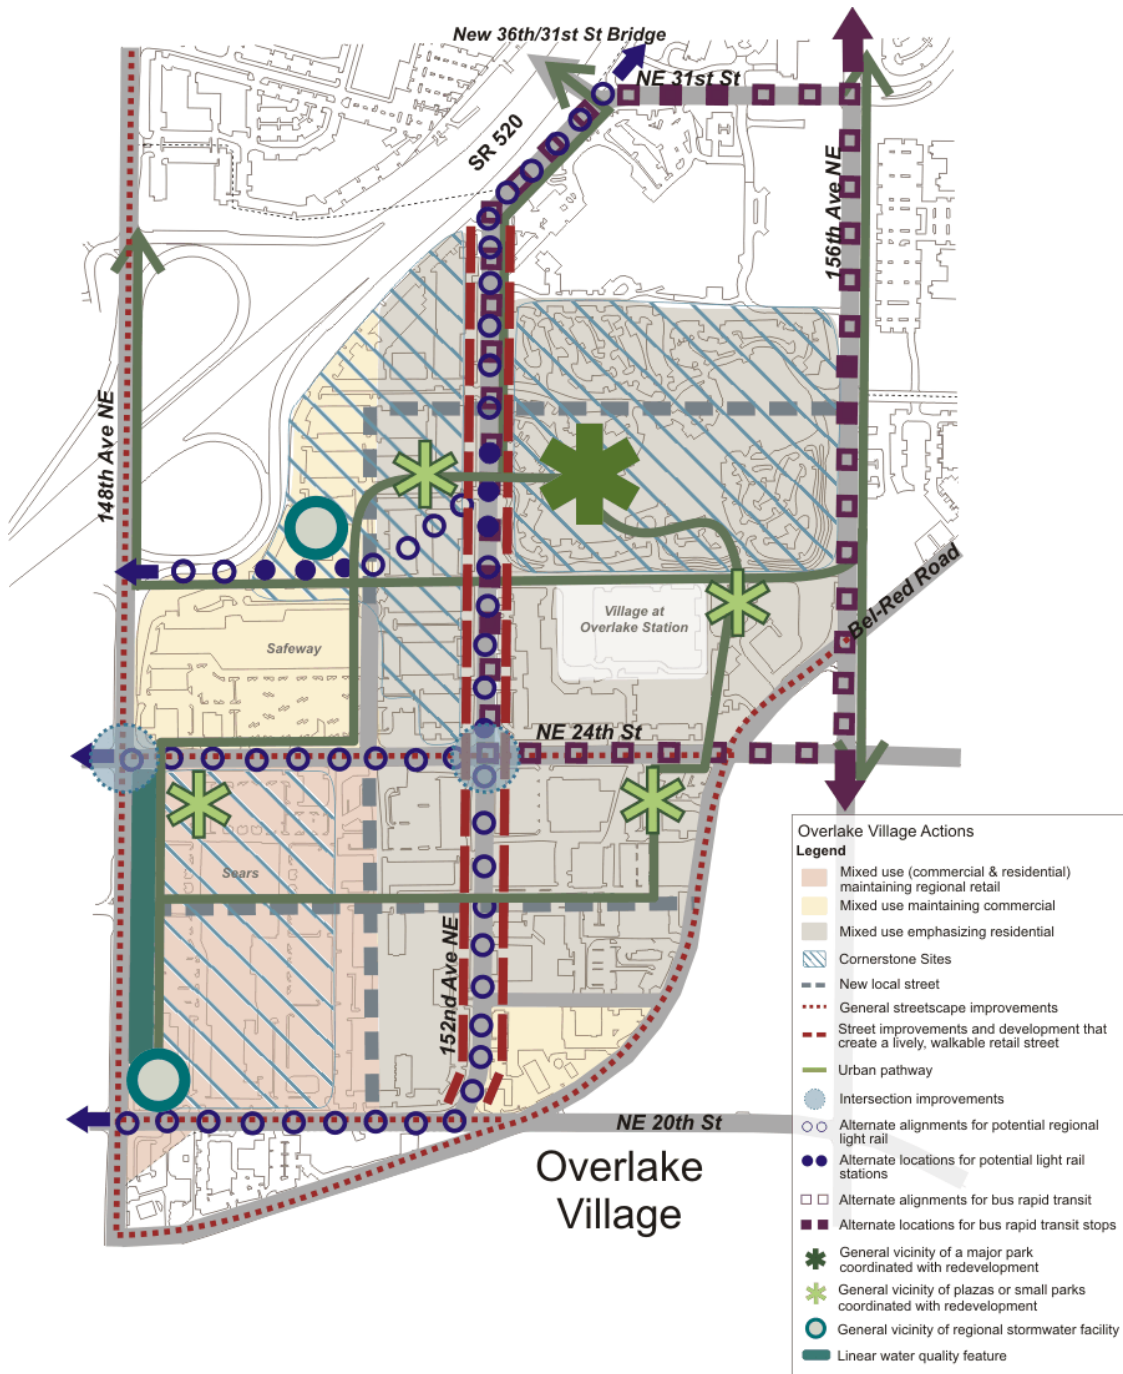 New 36th/31st St Bridge
NE 31st St
SR 520
156th Ave NE
148th Ave NE
Bel-Red Road
Village at
Overlake Station
Safeway
NE 24th St
Sears
152nd Ave NE
156
NE 20th St
Overlake
Village
Overlake Village Actions
Legend
Mixed use (commercial & residential)
maintaining regional retail
Mixed use maintaining commercial
Mixed use emphasizing residential
Cornerstone Sites
New local street
General streetscape improvements
Street improvements and development that
create a lively, walkable retail street
Urban pathway
Intersection improvements
Alternate alignments for potential regional
light rail
Alternate locations for potential light rail
stations
Alternate alignments for bus rapid transit
Alternate locations for bus rapid transit stops
General vicinity of a major park
coordinated with redevelopment
General vicinity of plazas or small parks
coordinated with redevelopment
General vicinity of regional stormwater facility
Linear water quality feature